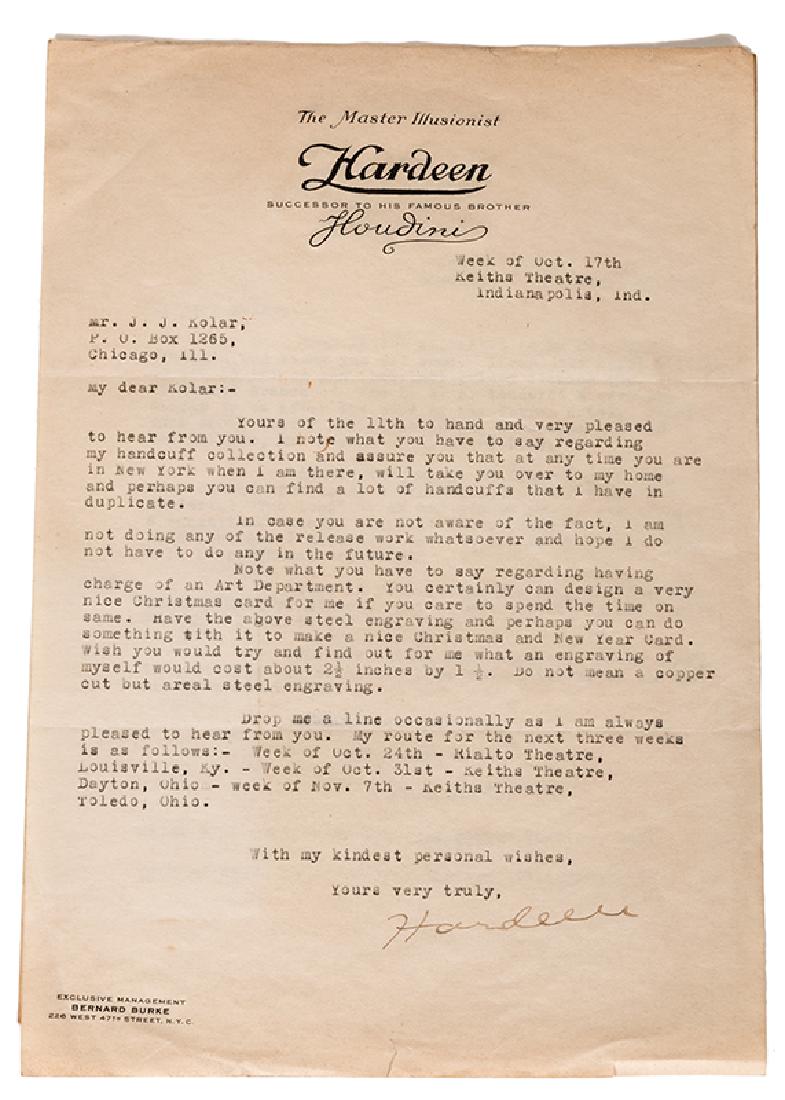 The Master Illusionist
Hardeen
SUCCESSOR TO HIS FAMOUS BROTHER
Houdini
Week of Oct. 17th
Keiths Theatre,
Indianapolis, Ind.
Mr. J. J. Kolar,
P. O. Box 1265,
Chicago, Ill.
My dear Kolar:-
Yours of the 11th to hand and very pleased
to hear from you. I note what you have to say regarding
my handcuff collection and assure you that at any time you are
in New York when I am there, will take you over to my home
and perhaps you can find a lot of handcuffs that I have in
duplicate.
In case you are not aware of the fact, I am
not doing any of the release work whatsoever and hope I do
not have to do any in the future.
Note what you have to say regarding having
charge of an Art Department. You certainly can design a very
nice Christmas card for me if you care to spend the time on
same. Have the above steel engraving and perhaps you can do
something with it to make a nice Christmas and New Year Card.
Wish you would try and find out for me what an engraving of
myself would cost about 2½ inches by 1 ½. Do not mean a copper
cut but areal steel engraving.
Drop me a line occasionally as I am always
pleased to hear from you. My route for the next three weeks
is as follows:- Week of Oct. 24th - Rialto Theatre,
Louisville, Ky. - Week of Oct. 31st - Keiths Theatre,
Dayton, Ohio - week of Nov. 7th - Keiths Theatre,
Toledo, Ohio.
With my kindest personal wishes,
Yours very truly,
Hardeen
EXCLUSIVE MANAGEMENT
BERNARD BURKE
226 WEST 47TH STREET, N.Y.C.